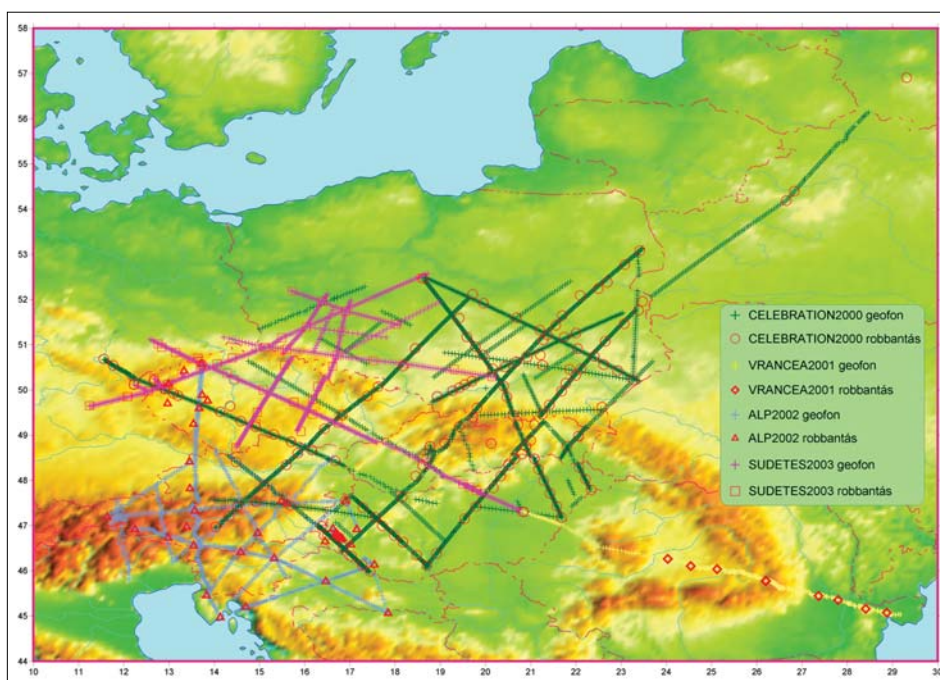 58
57
56
55
54
53
52
51
50
49
48
47
46
45
44
10 11 12 13 14 15 16 17 18 19 20 21 22 23 24 25 26 27 28 29 30
CELEBRATION2000 geofon
CELEBRATION2000 robbantás
VRANCEA2001 geofon
VRANCEA2001 robbantás
ALP2002 geofon
ALP2002 robbantás
SUDETES2003 geofon
SUDETES2003 robbantás